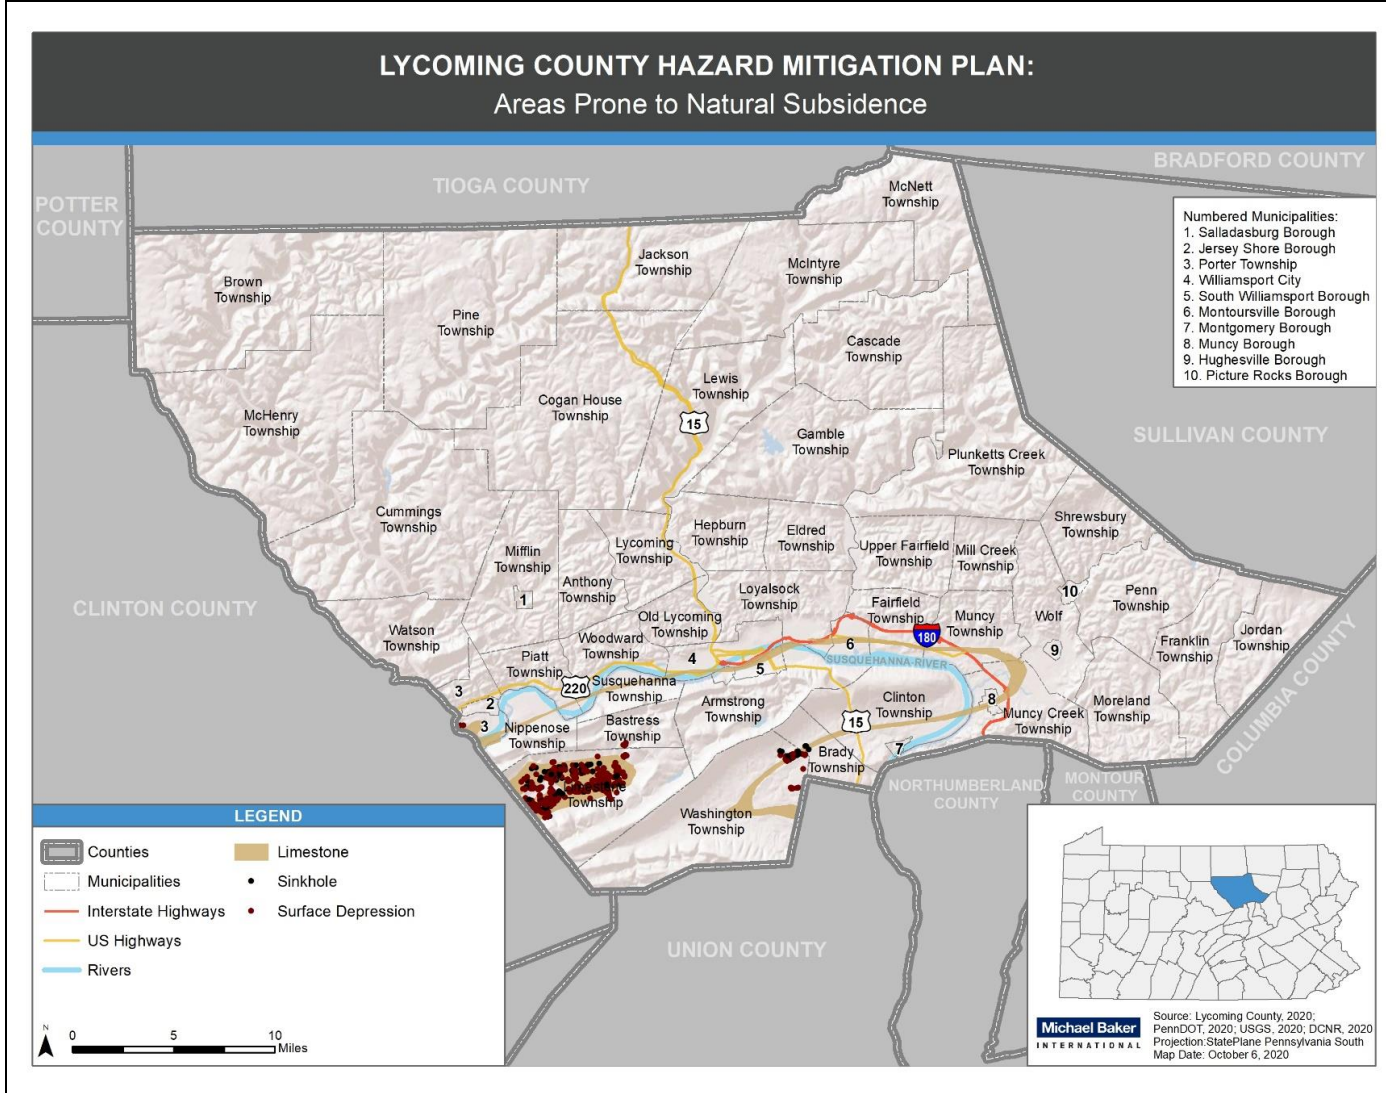 LYCOMING COUNTY HAZARD MITIGATION PLAN:
Areas Prone to Natural Subsidence
BRADFORD COUNTY
TIOGA COUNTY
POTTER
COUNTY
McNett
Township
Numbered Municipalities:
1. Salladasburg Borough
2. Jersey Shore Borough
3. Porter Township
4. Williamsport City
5. South Williamsport Borough
6. Montoursville Borough
7. Montgomery Borough
8. Muncy Borough
9. Hughesville Borough
10. Picture Rocks Borough
Jackson
Township
McIntyre
Township
Brown
Township
Pine
Township
Cascade
Township
Lewis
Township
Cogan House
Township
McHenry
Township
15
Gamble
Township
SULLIVAN COUNTY
Plunketts Creek
Township
Cummings
Township
Shrewsbury
Township
Hepburn
Township
Eldred
Township
Lycoming
Township
Upper Fairfield
Township
Mill Creek
Township
Mifflin
Township
Anthony
Township
1
Loyalsock
Township
10
Penn
Township
CLINTON COUNTY
Fairfield
Township
Muncy
Township
Wolf
Old Lycoming
Township
Watson
Township
Woodward
Township
180
Franklin
Township
Jordan
Township
6
9
4
5
SUSQUEHANNA RIVER
Piatt
Township
220
Susquehanna
Township
3
2
3
Armstrong
Township
Clinton
Township
8
Moreland
Township
COLUMBIA COUNTY
Nippenose
Township
Bastress
Township
15
Muncy Creek
Township
7
Brady
Township
Township
NORTHUMBERLAND
COUNTY
MONTOUR
COUNTY
Washington
Township
LEGEND
Counties
Municipalities
Interstate Highways
US Highways
Rivers
Limestone
Sinkhole
Surface Depression
UNION COUNTY
N
0 5 10
Miles
Michael Baker
INTERNATIONAL
Source: Lycoming County, 2020;
PennDOT, 2020; USGS, 2020; DCNR, 2020
Projection:StatePlane Pennsylvania South
Map Date: October 6, 2020